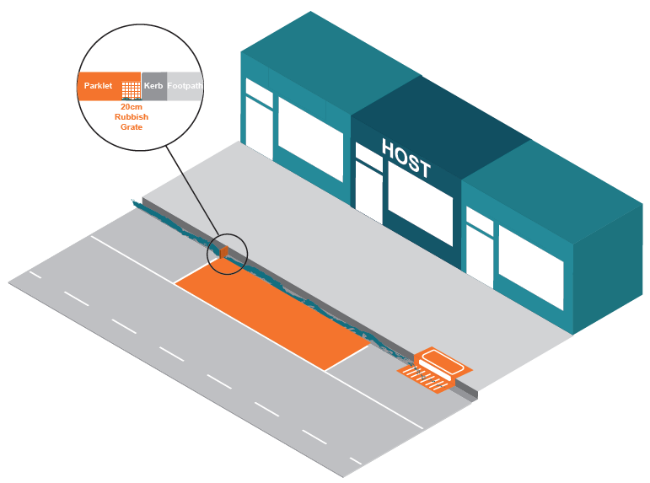 Parklet Kerb Footpath
20cm
Rubbish
Grate
HOST